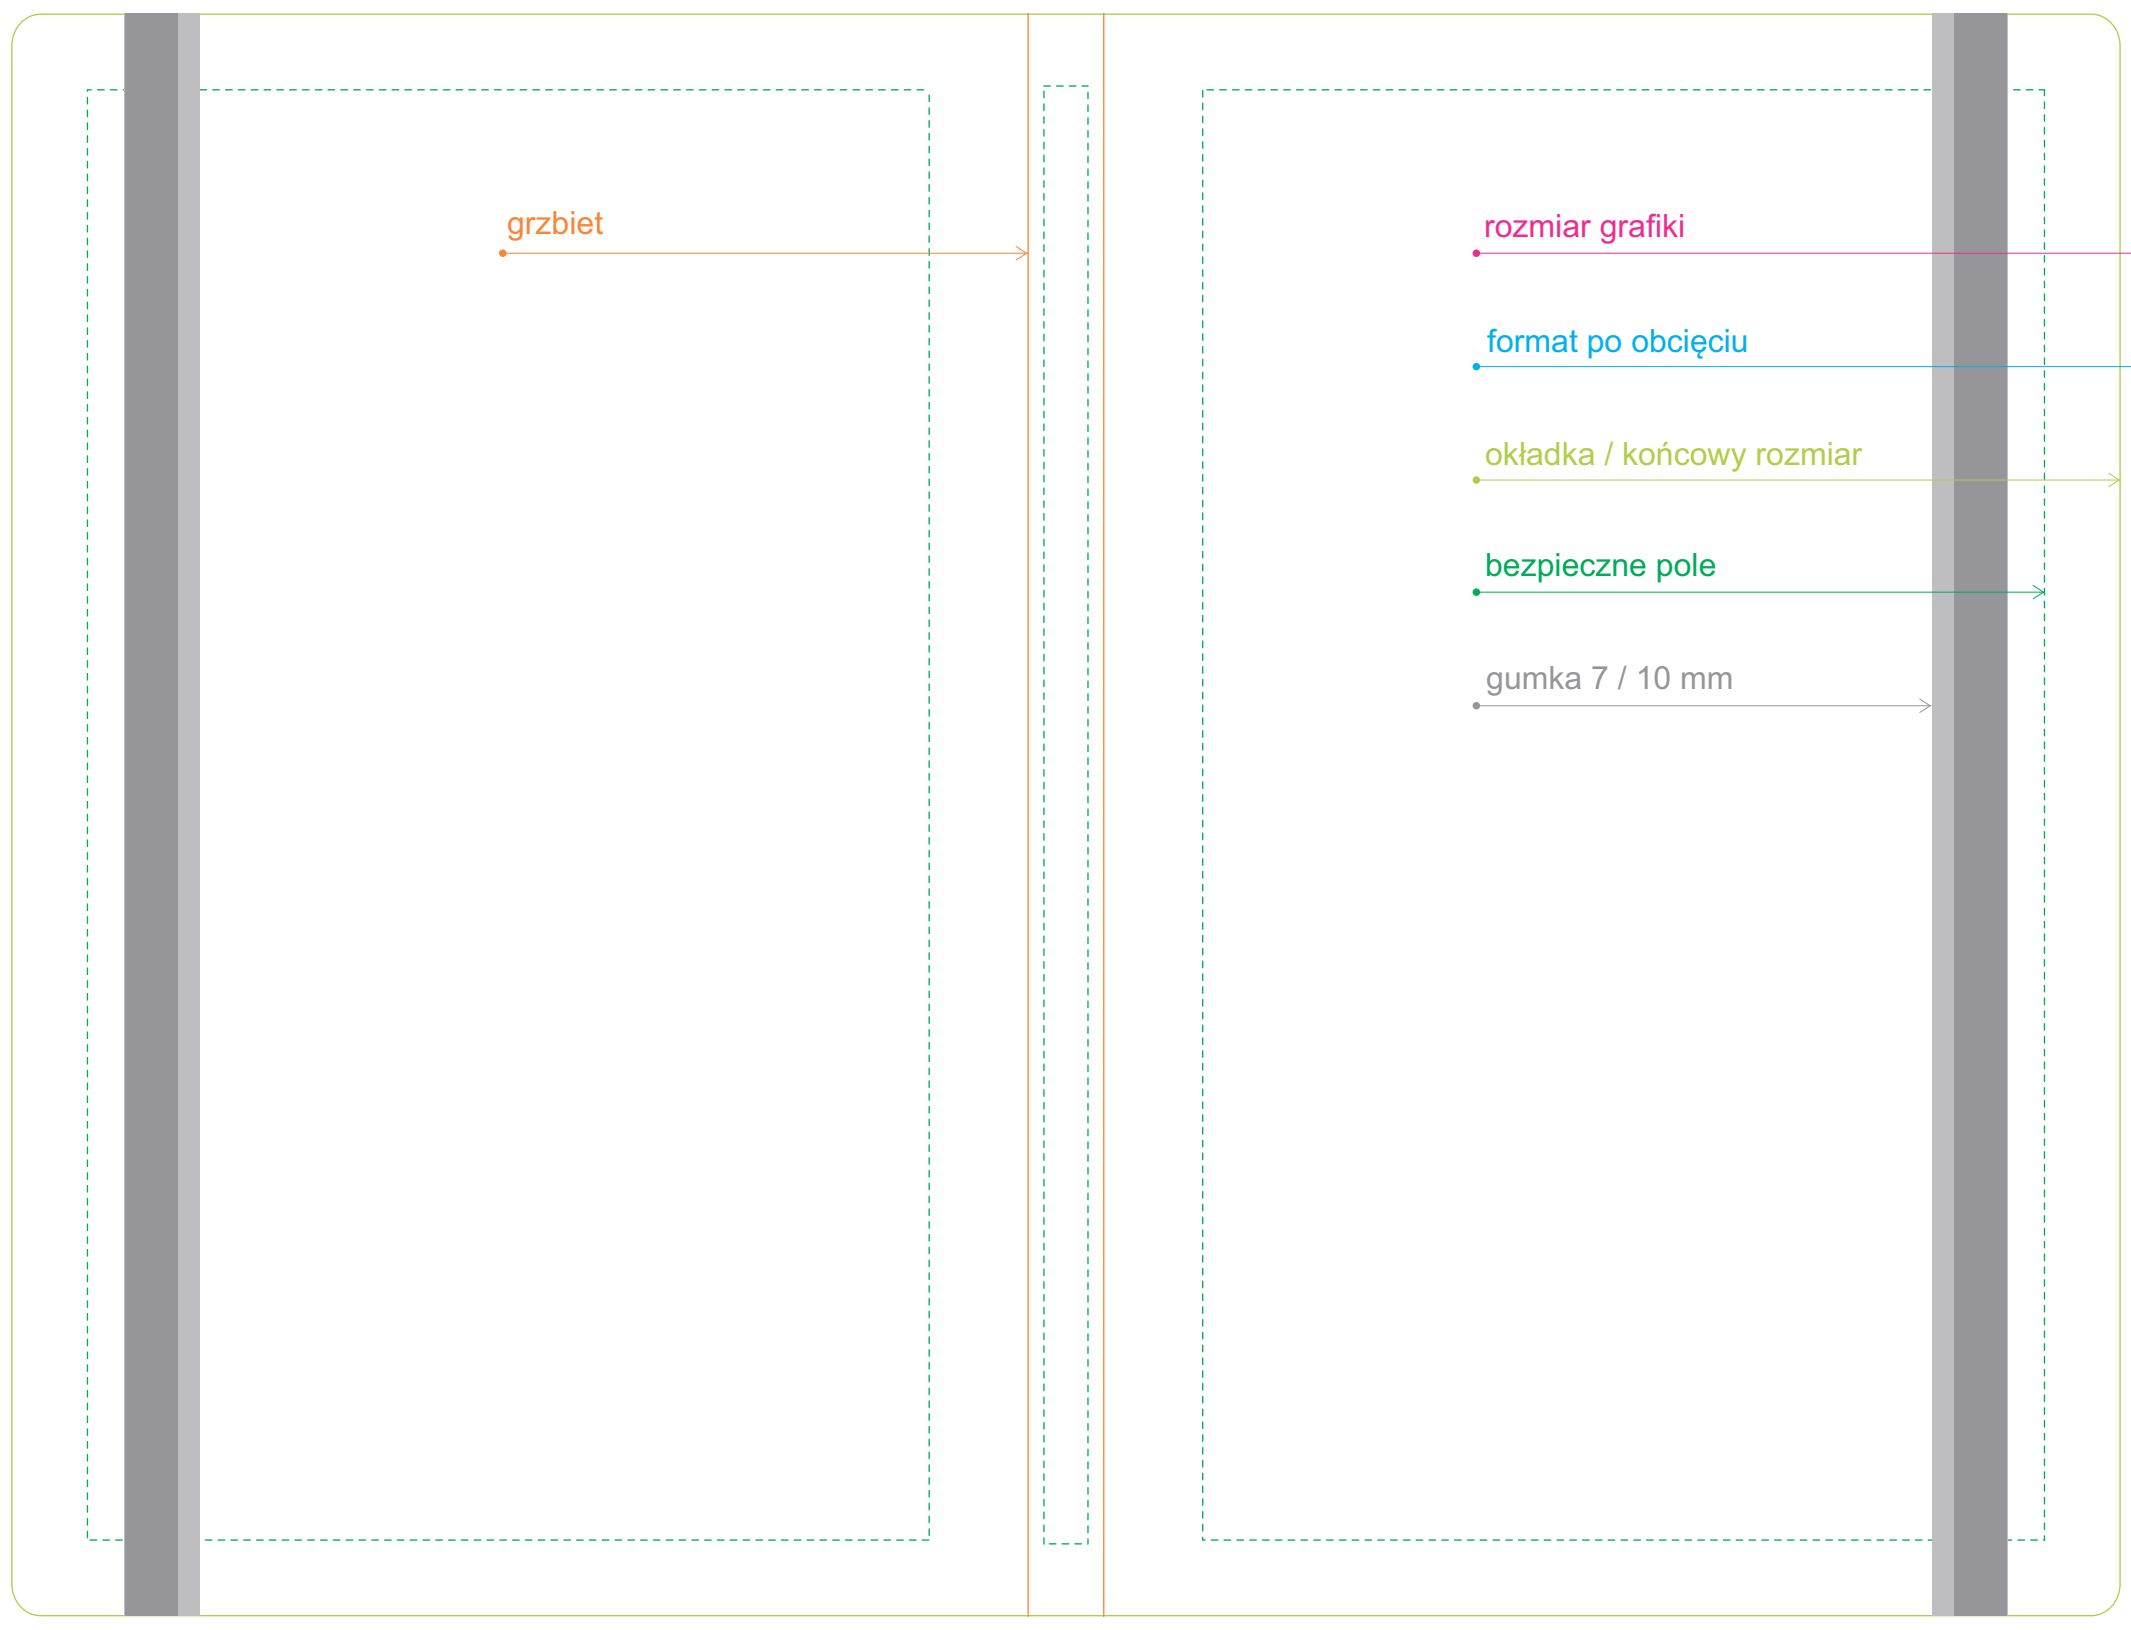 grzbiet
rozmiar grafiki
format po obcięciu
okładka / końcowy rozmiar
bezpieczne pole
gumka 7 / 10 mm